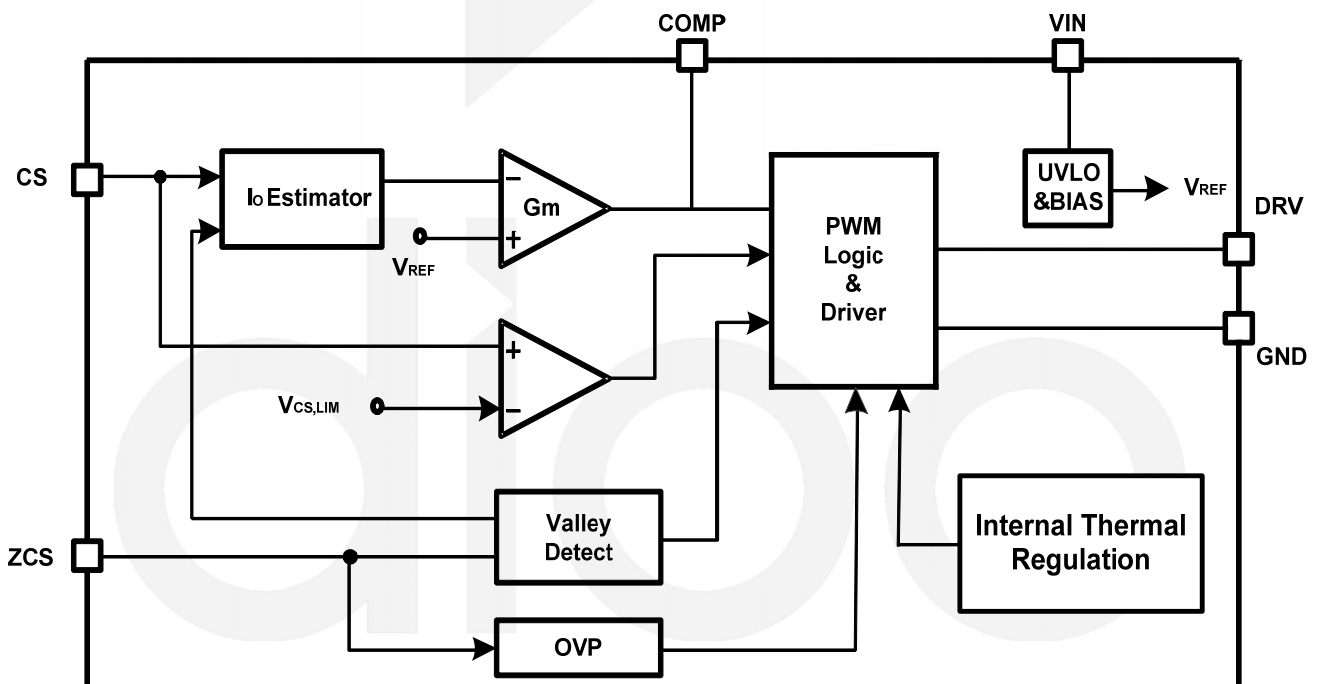 COMP
VIN
CS
IO Estimator
−
Gm
+
VREF
PWM
Logic
&
Driver
UVLO
&BIAS
VREF
DRV
GND
+
−
VCS,LIM
Valley
Detect
Internal Thermal
Regulation
ZCS
OVP
dioo